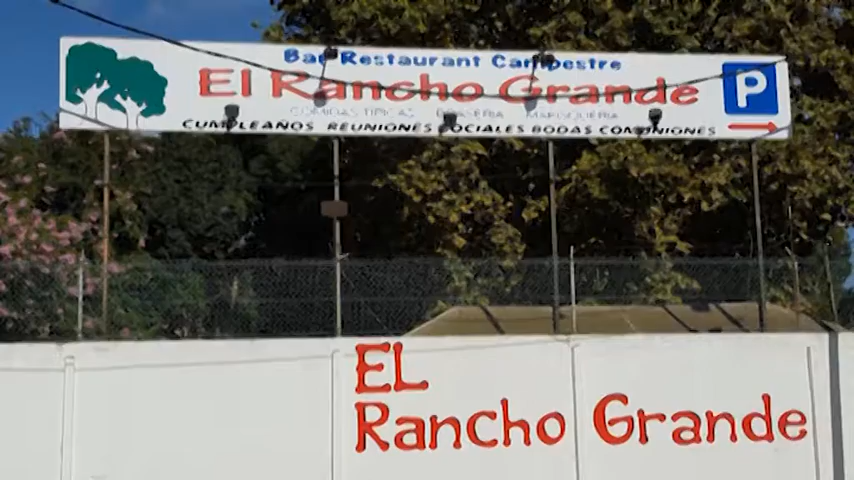 Bar Restaurant Campestre
El Rancho Grande
P
COMIDAS TIPICAS BRASERIA MARISQUERIA
CUMPLEAÑOS REUNIONES SOCIALES BODAS COMUNIONES
EL
Rancho Grande